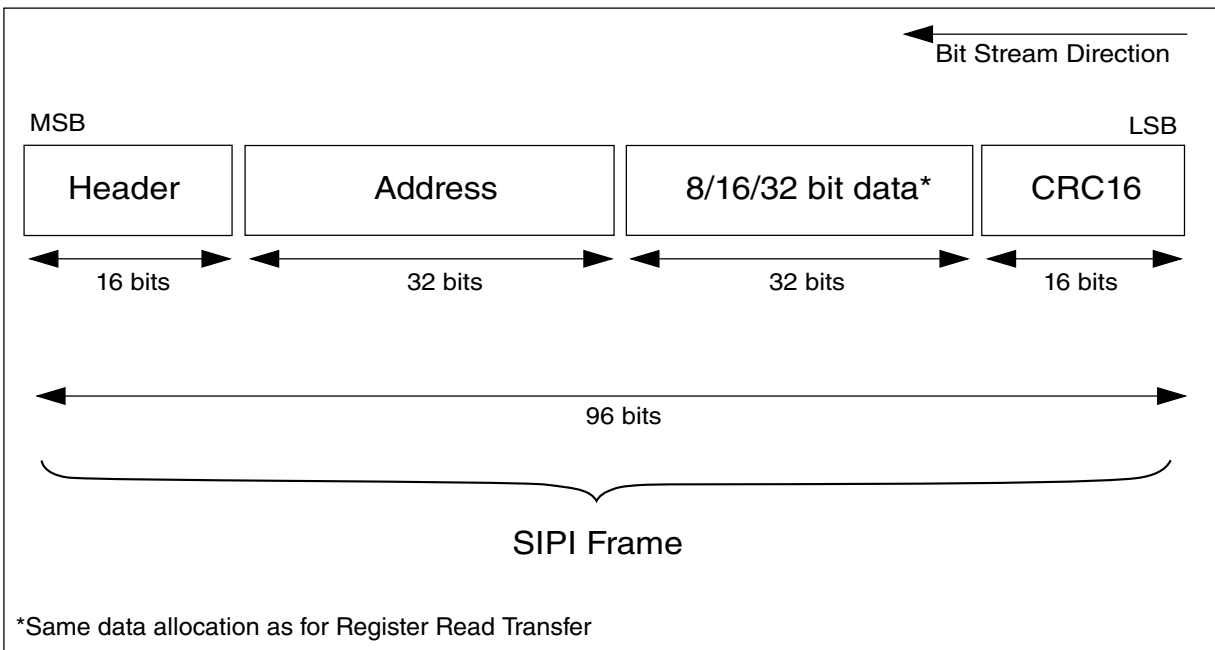 Bit Stream Direction
MSB
LSB
Header
Address
8/16/32 bit data*
CRC16
16 bits
32 bits
32 bits
16 bits
96 bits
SIPI Frame
*Same data allocation as for Register Read Transfer